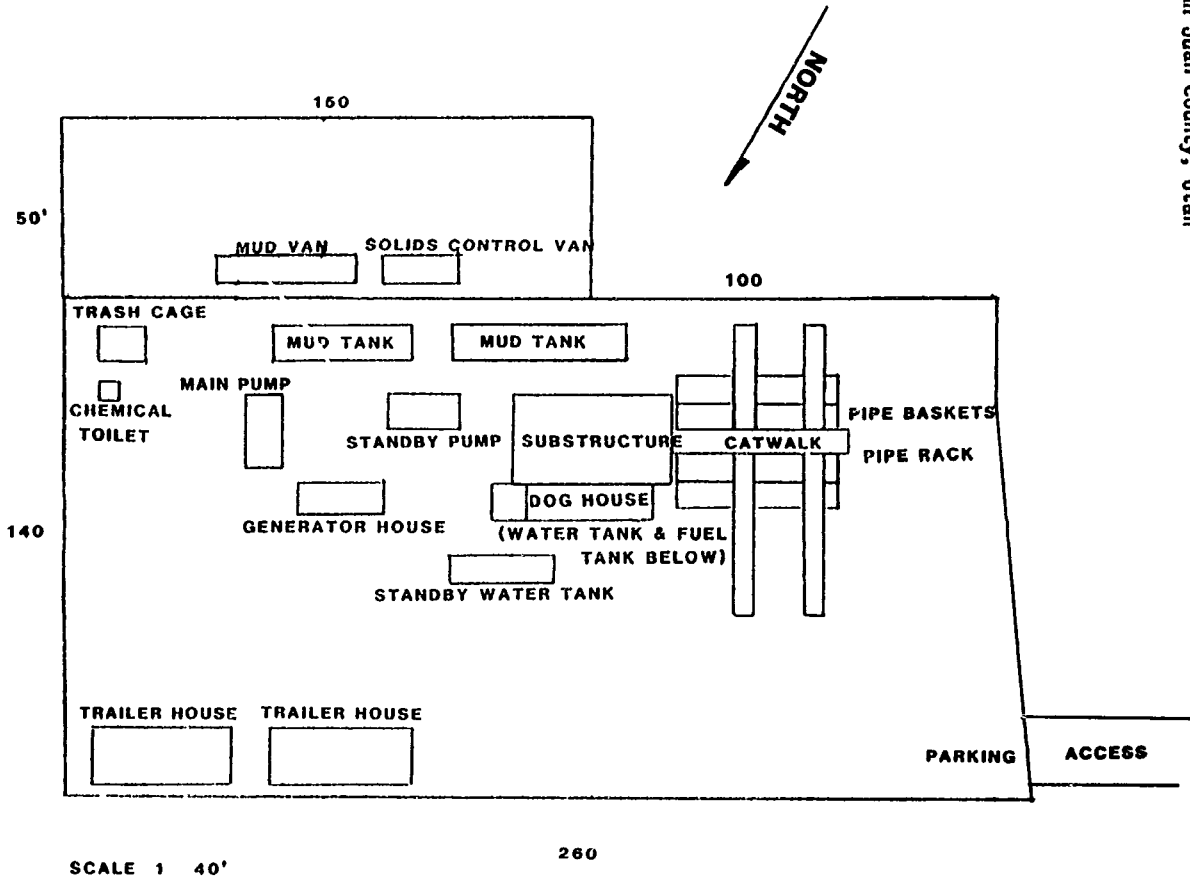 NORTH
150
50'
MUD VAN
SOLIDS CONTROL VAN
100
TRASH CAGE
MUD TANK
MUD TANK
MAIN PUMP
CHEMICAL
TOILET
STANDBY PUMP
SUBSTRUCTURE
CATWALK
PIPE BASKETS
PIPE RACK
DOG HOUSE
GENERATOR HOUSE
(WATER TANK & FUEL
TANK BELOW)
140
STANDBY WATER TANK
TRAILER HOUSE
TRAILER HOUSE
PARKING
ACCESS
260
SCALE 1 40'